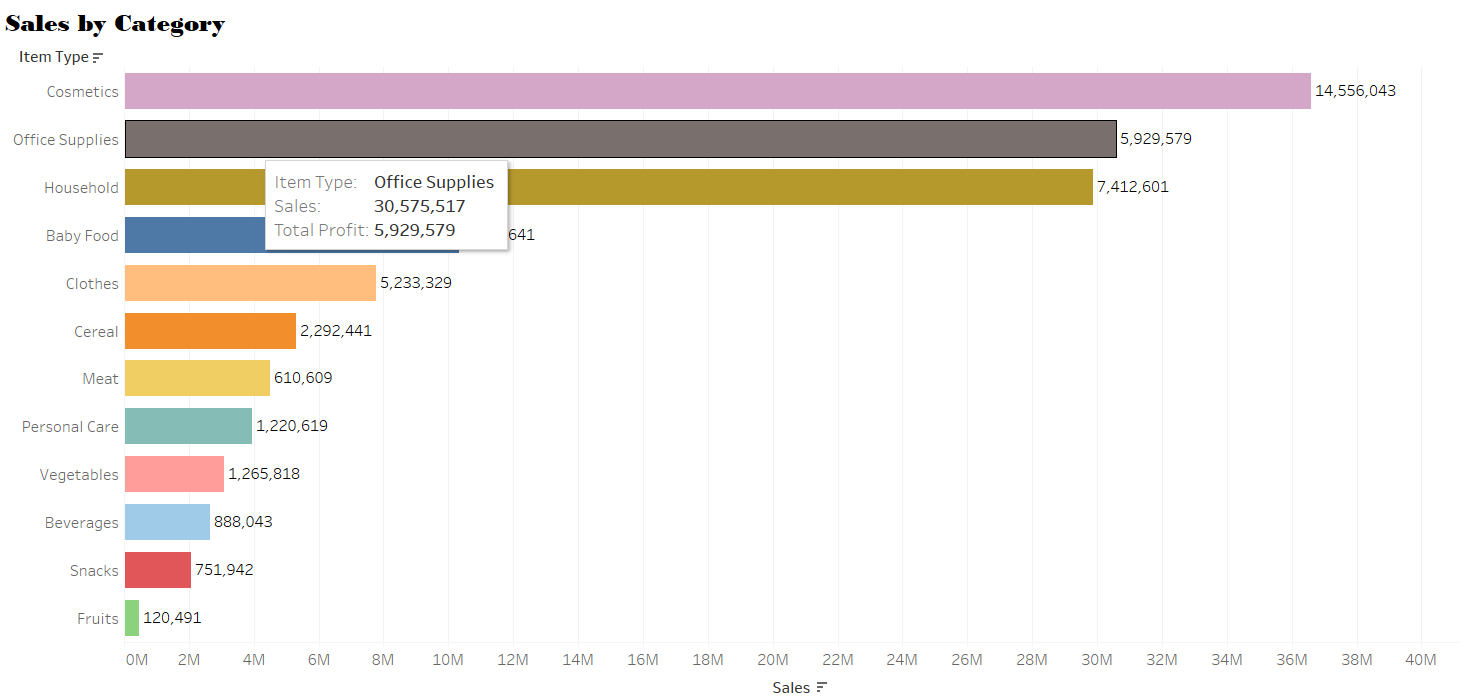 Sales by Category
Item Type
Cosmetics 14,556,043
Office Supplies 5,929,579
Household 7,412,601
Item Type: Office Supplies
Sales: 30,575,517
Total Profit: 5,929,579
Baby Food 641
Clothes 5,233,329
Cereal 2,292,441
Meat 610,609
Personal Care 1,220,619
Vegetables 1,265,818
Beverages 888,043
Snacks 751,942
Fruits 120,491
0M 2M 4M 6M 8M 10M 12M 14M 16M 18M 20M 22M 24M 26M 28M 30M 32M 34M 36M 38M 40M
Sales